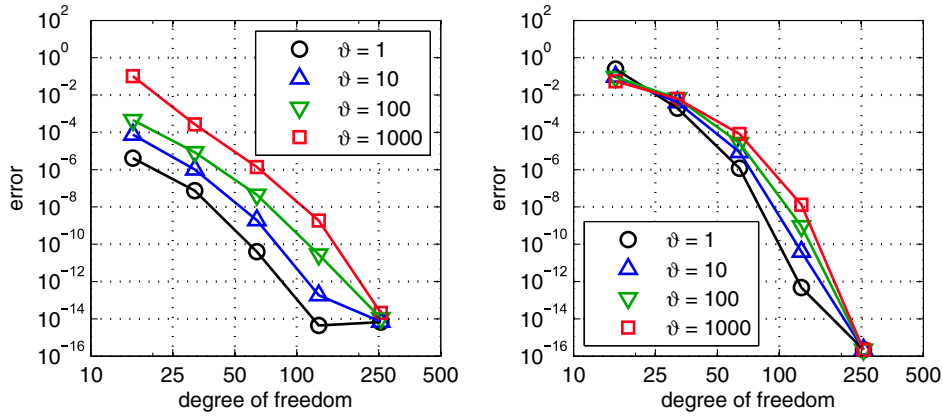 10^2
10^0
10^-2
10^-4
10^-6
10^-8
10^-10
10^-12
10^-14
10^-16
error
10 25 50 100 250 500
degree of freedom
ϑ = 1
ϑ = 10
ϑ = 100
ϑ = 1000
10^2
10^0
10^-2
10^-4
10^-6
10^-8
10^-10
10^-12
10^-14
10^-16
error
10 25 50 100 250 500
degree of freedom
ϑ = 1
ϑ = 10
ϑ = 100
ϑ = 1000